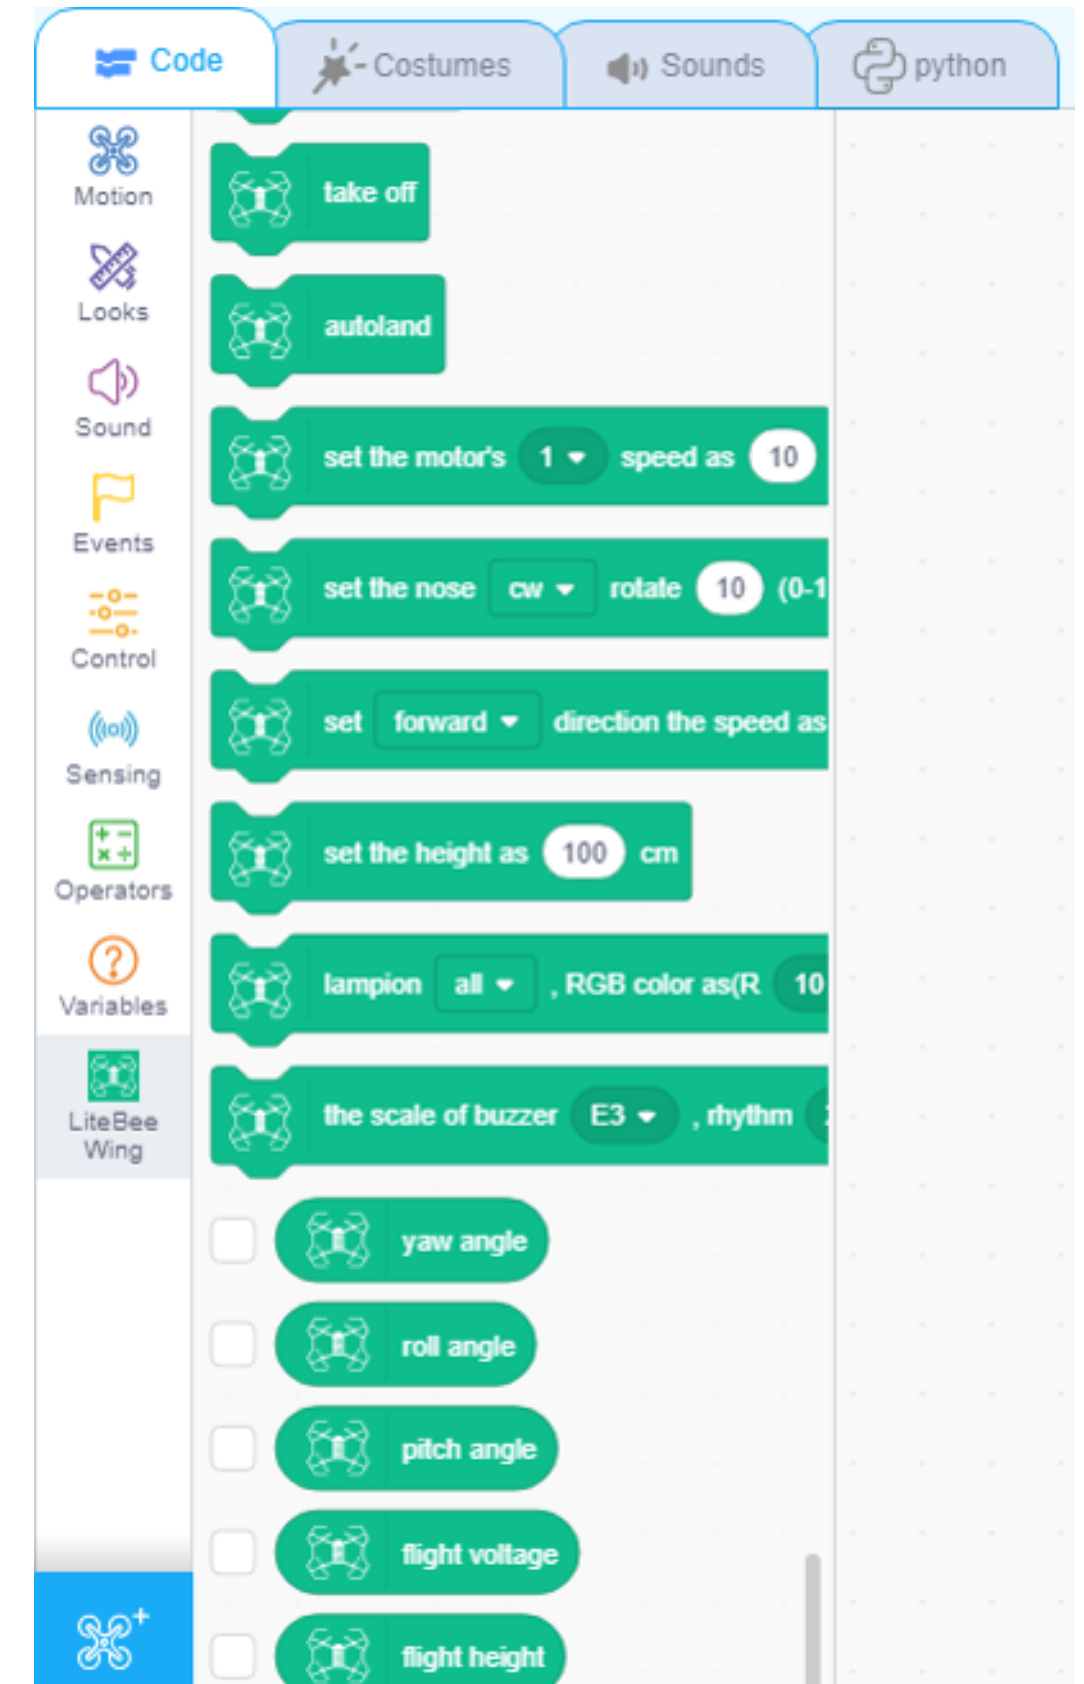 Code
Costumes
Sounds
python
Motion
Looks
Sound
Events
Control
Sensing
Operators
Variables
LiteBee
Wing
take off
autoland
set the motor's 1 speed as 10
set the nose cw rotate 10 (0-1
set forward direction the speed as
set the height as 100 cm
lampion all , RGB color as(R 10
the scale of buzzer E3 , rhythm
yaw angle
roll angle
pitch angle
flight voltage
flight height